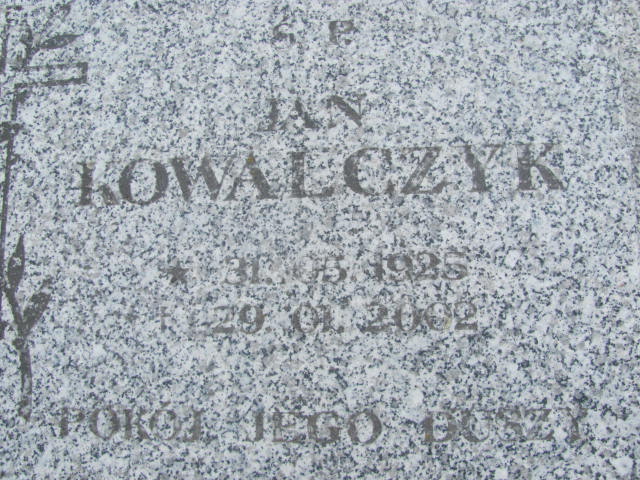 Ś P
JAN
KOWALCZYK
★ 31.05.1925
29.01.2002
POKÓJ JEGO DUSZY